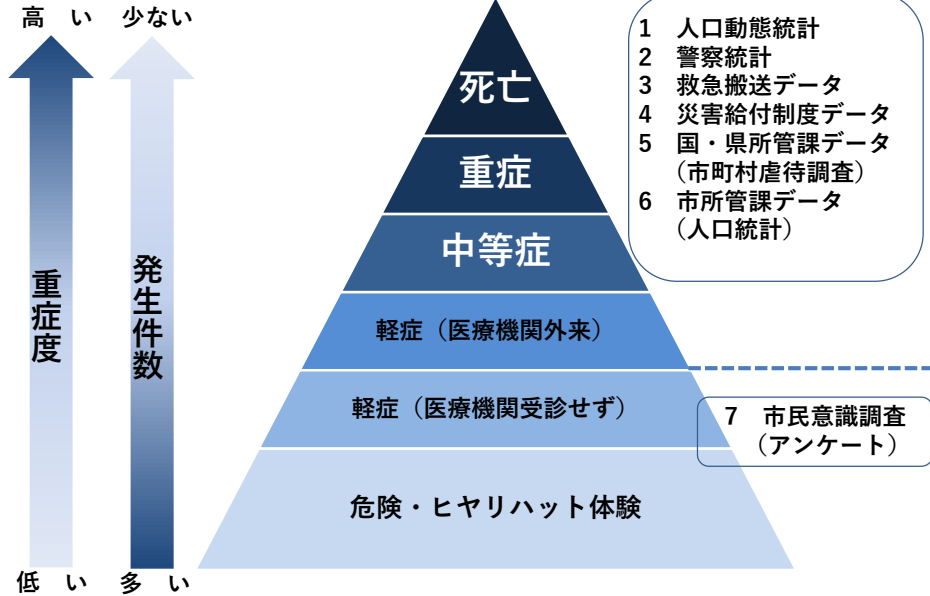 高　い　少ない
重症度
発生件数
低　い　多　い
死亡
重症
中等症
軽症（医療機関外来）
軽症（医療機関受診せず）
危険・ヒヤリハット体験
1　人口動態統計
2　警察統計
3　救急搬送データ
4　災害給付制度データ
5　国・県所管課データ
（市町村虐待調査）
6　市所管課データ
（人口統計）
7　市民意識調査
（アンケート）